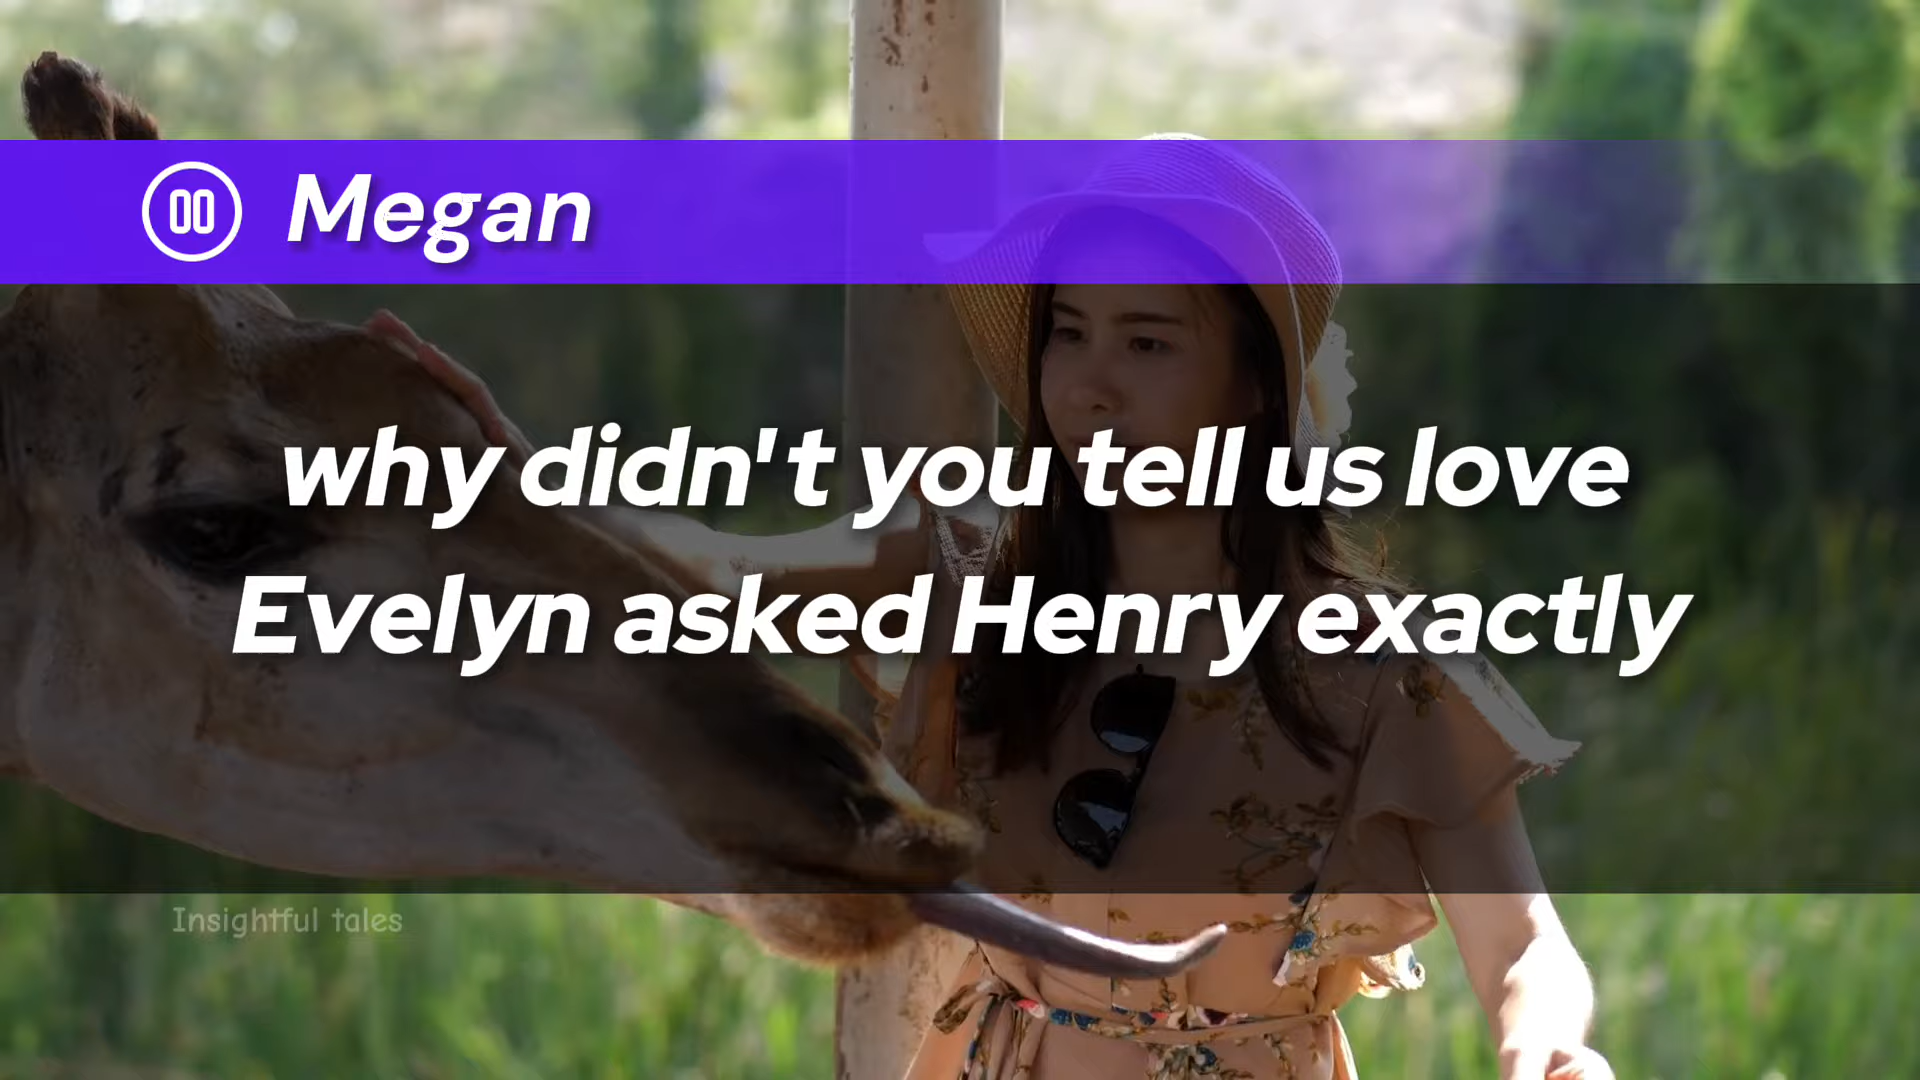 Megan
why didn't you tell us love
Evelyn asked Henry exactly
Insightful tales